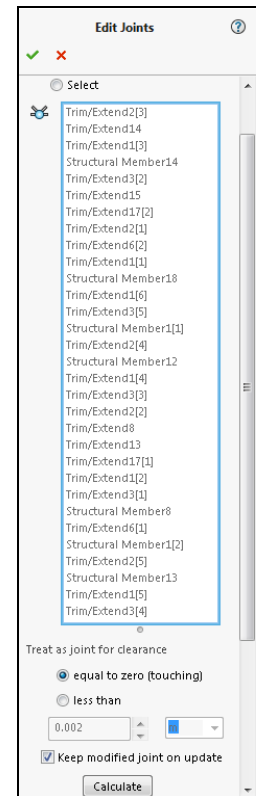 Edit Joints
Select
Trim/Extend2[3]
Trim/Extend14
Trim/Extend1[3]
Structural Member14
Trim/Extend3[2]
Trim/Extend15
Trim/Extend17[2]
Trim/Extend2[1]
Trim/Extend6[2]
Trim/Extend1[1]
Structural Member18
Trim/Extend1[6]
Trim/Extend3[5]
Structural Member1[1]
Trim/Extend2[4]
Structural Member12
Trim/Extend1[4]
Trim/Extend3[3]
Trim/Extend2[2]
Trim/Extend8
Trim/Extend13
Trim/Extend17[1]
Trim/Extend1[2]
Trim/Extend3[1]
Structural Member8
Trim/Extend6[1]
Structural Member1[2]
Trim/Extend2[5]
Structural Member13
Trim/Extend1[5]
Trim/Extend3[4]
Treat as joint for clearance
equal to zero (touching)
less than
0.002 m
Keep modified joint on update
Calculate